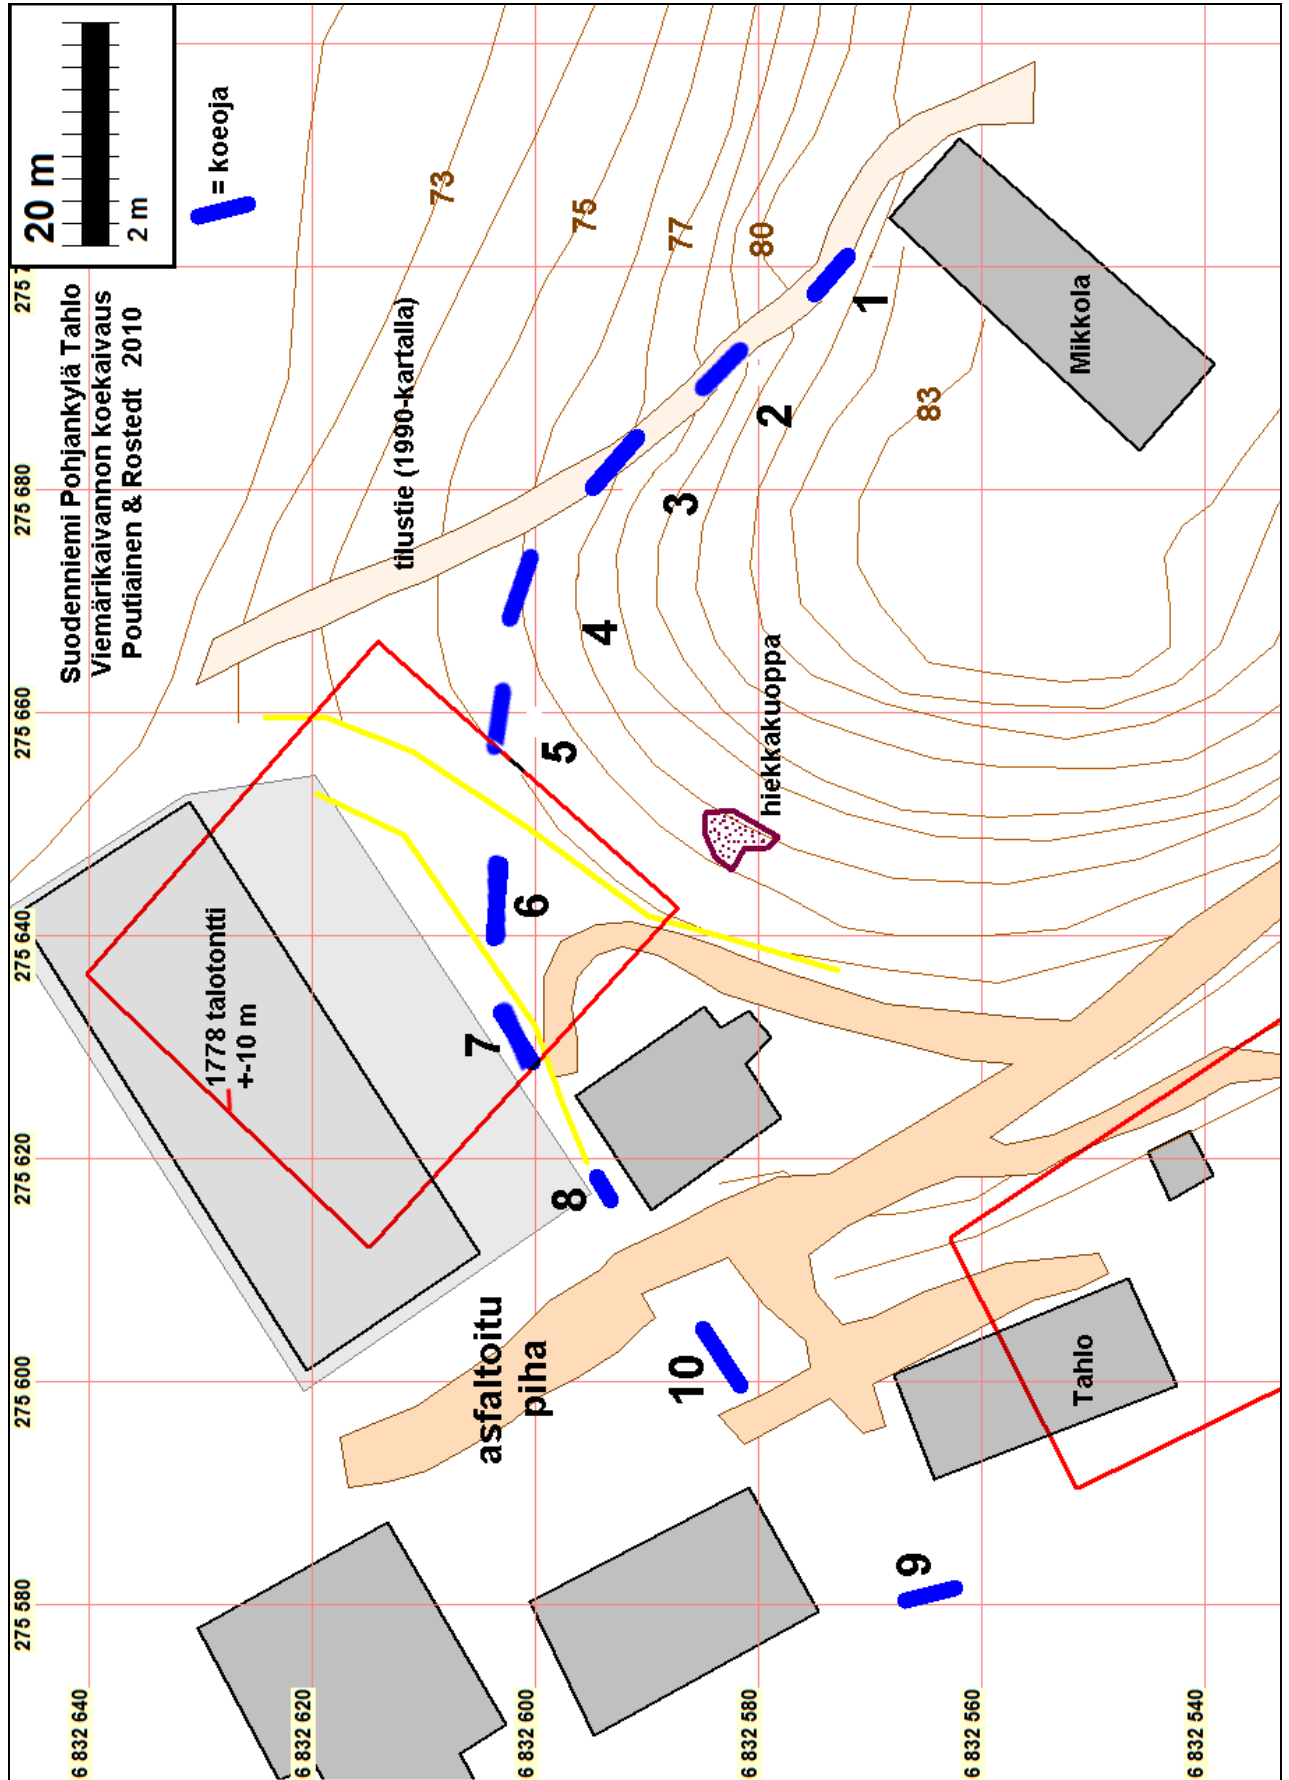 20 m
2 m
= koeoja
Suodenniemi Pohjankylä Tahlo
Viemärikaivannon koekaivaus
Poutiainen & Rostedt 2010
tilustie (1990-kartalla)
73
75
77
80
83
Mikkola
1
2
3
4
5
6
7
8
9
10
hiekkakuoppa
1778 talotontti
+-10 m
asfaltoitu
piha
Tahlo
275 7
275 680
275 660
275 640
275 620
275 600
275 580
6 832 640
6 832 620
6 832 600
6 832 580
6 832 560
6 832 540